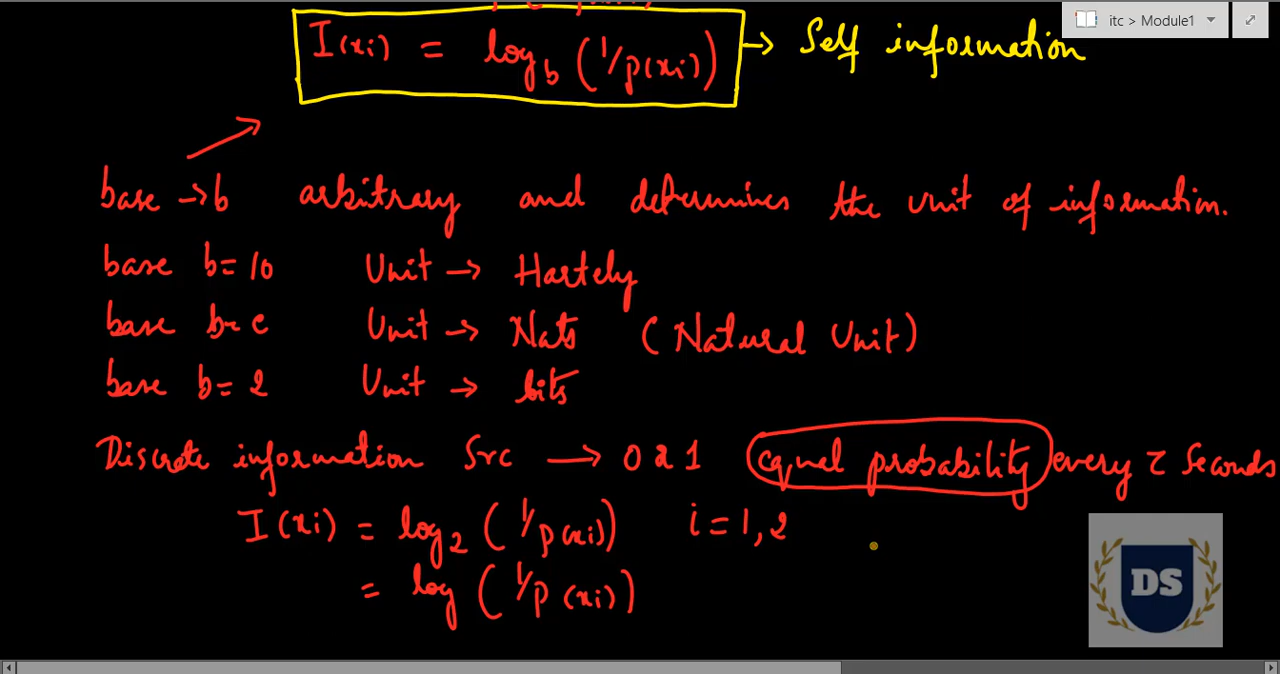 itc > Module1
I(xi) = log_b (1/p(xi)) → Self information
base → b arbitrary and determines the unit of information.
base b= 10 Unit → Hartely
base b= e Unit → Nats (Natural Unit)
base b= 2 Unit → bits
Discrete information Src → 0 & 1 equal probability every τ Seconds
I(xi) = log_2 (1/p(xi)) i = 1, 2
= log (1/p(xi))
DS